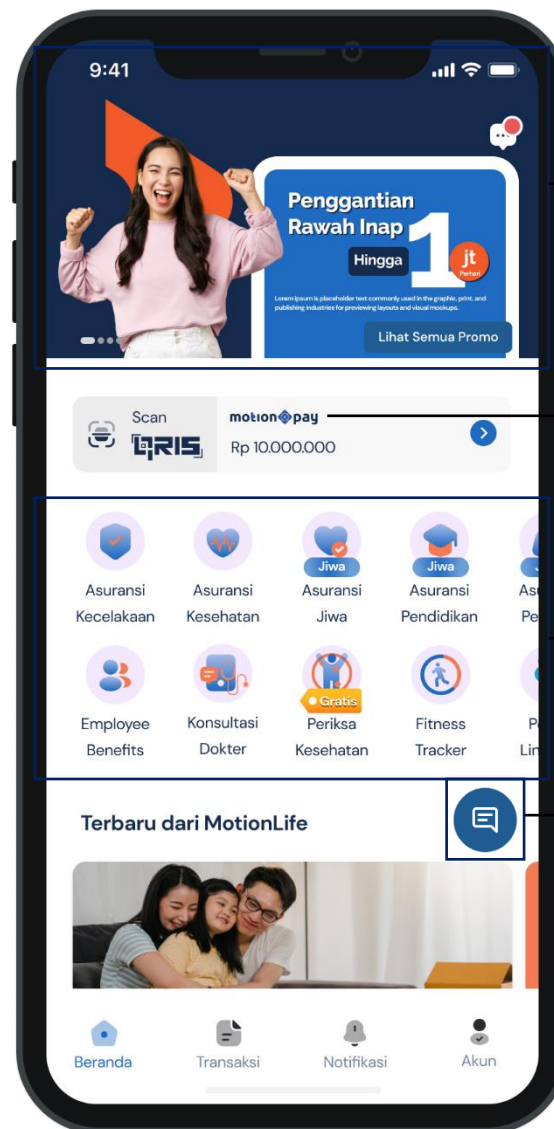 9:41
Penggantian
Rawah Inap
Hingga
1
jt
Perhari
Lorem ipsum is placeholder text commonly used in the graphic, print, and
publishing industries for previewing layouts and visual mockups.
Lihat Semua Promo
Scan
QRIS
motion pay
Rp 10.000.000
Jiwa
Jiwa
Asuransi
Kecelakaan
Asuransi
Kesehatan
Asuransi
Jiwa
Asuransi
Pendidikan
Gratis
Employee
Benefits
Konsultasi
Dokter
Periksa
Kesehatan
Fitness
Tracker
Terbaru dari MotionLife
Beranda
Transaksi
Notifikasi
Akun